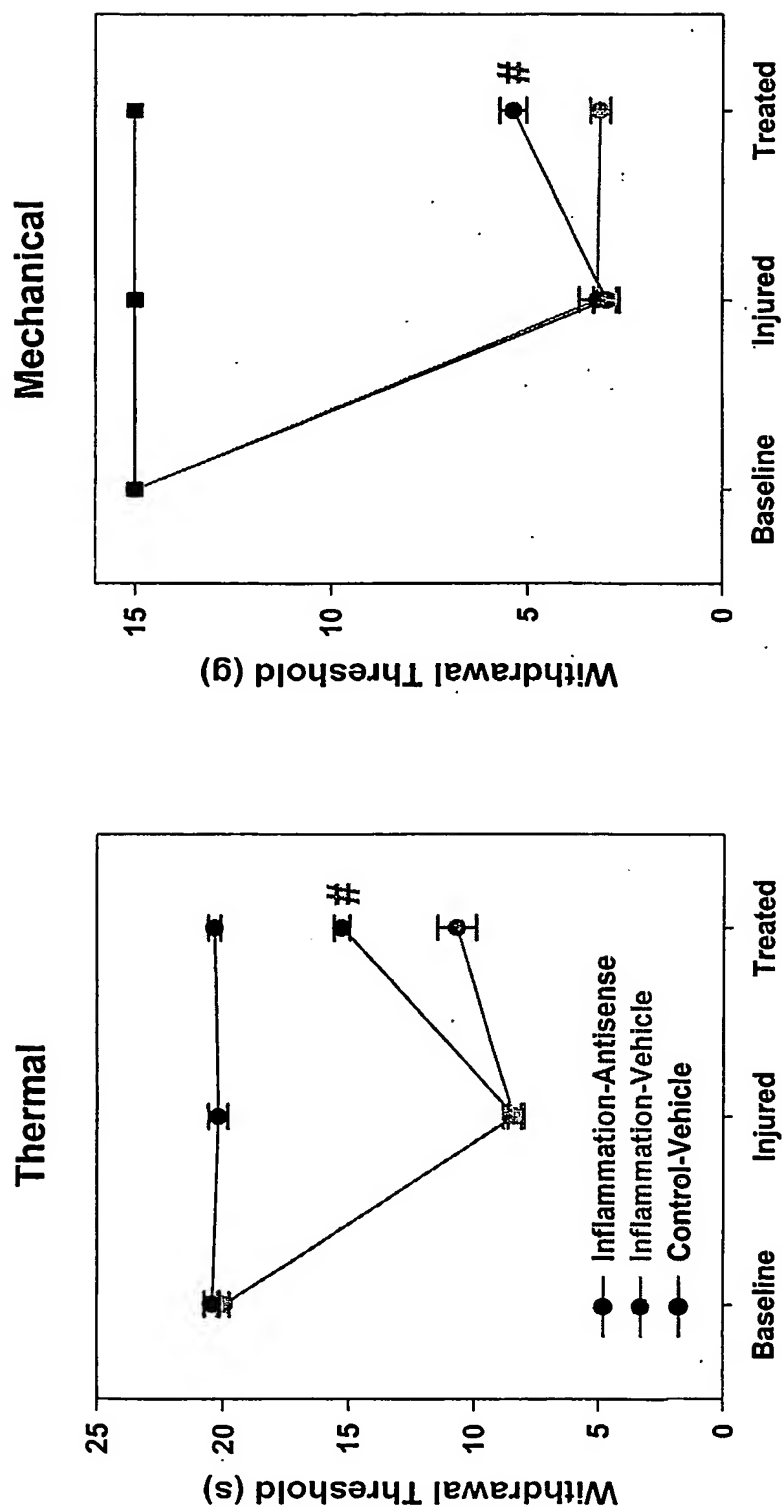 Thermal
Withdrawal Threshold (s)
25
20
15
10
5
0
#
Inflammation-Antisense
Inflammation-Vehicle
Control-Vehicle
Baseline Injured Treated
Mechanical
Withdrawal Threshold (g)
15
10
5
0
#
Baseline Injured Treated